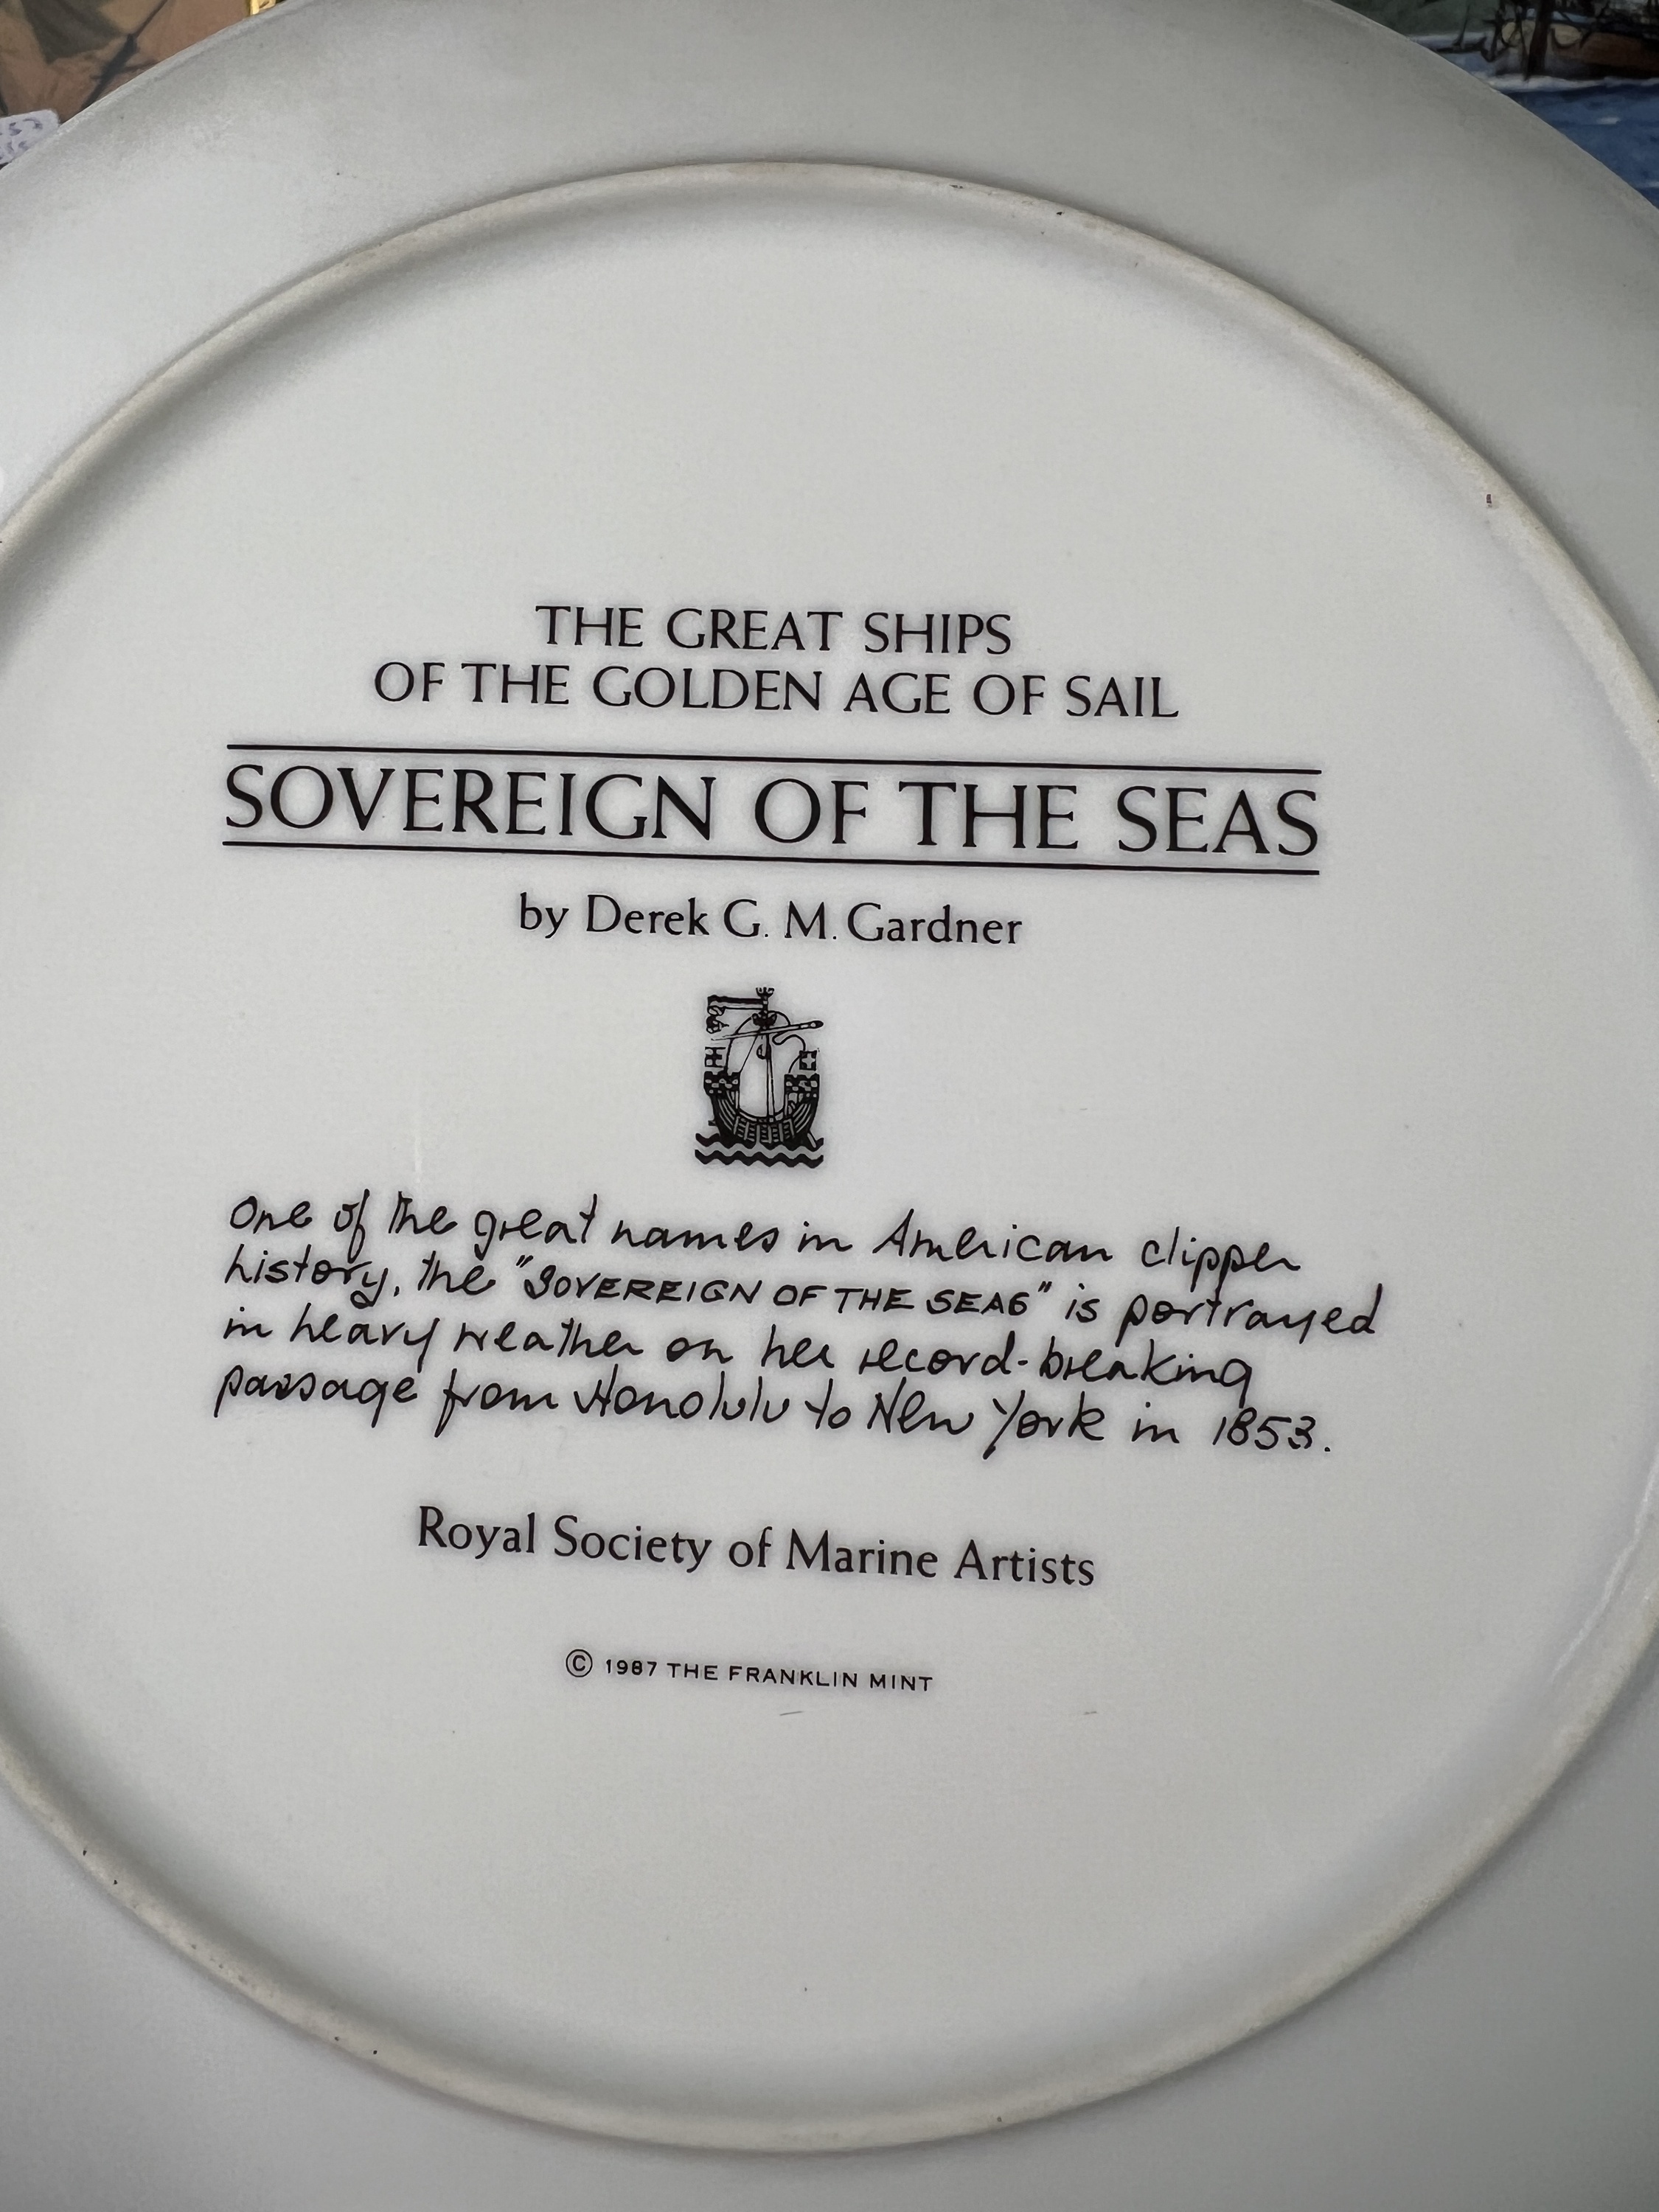 THE GREAT SHIPS
OF THE GOLDEN AGE OF SAIL
SOVEREIGN OF THE SEAS
by Derek G. M. Gardner
One of the great names in American clipper
history, the "SOVEREIGN OF THE SEAS" is portrayed
in heavy weather on her record-breaking
passage from Honolulu to New York in 1853.
Royal Society of Marine Artists
© 1987 THE FRANKLIN MINT